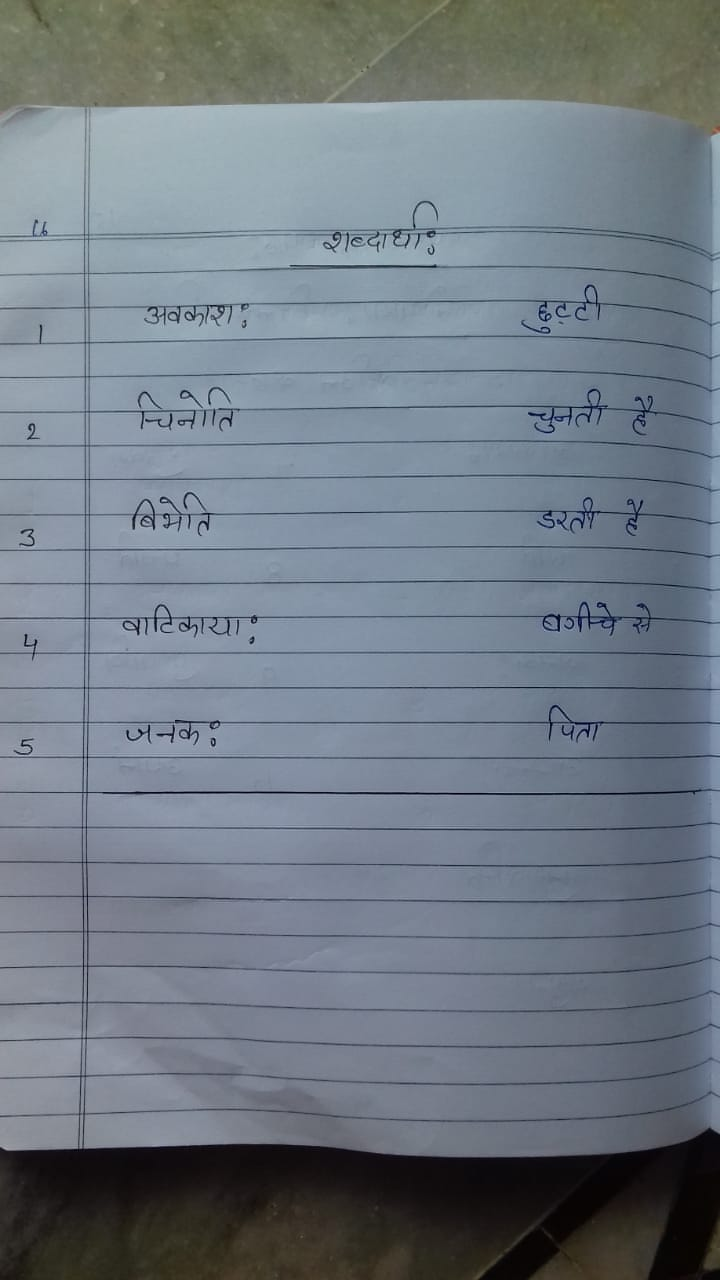 16
शब्दार्थाः
1 अवकाशः छुट्टी
2 चिनोति चुनती है
3 बिभेति डरती है
4 वाटिकायाः बगीचे से
5 जनकः पिता